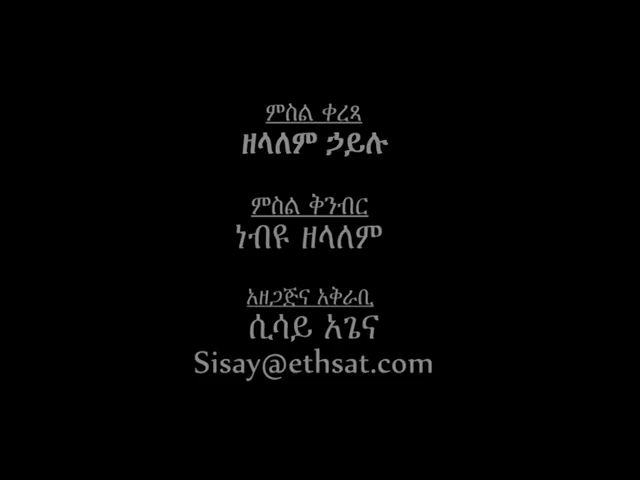 ምስል ቀረጻ
ዘላለም ኃይሉ
ምስል ቅንብር
ነብዩ ዘላለም
አዘጋጅና አቅራቢ
ሲሳይ አጌና
Sisay@ethsat.com